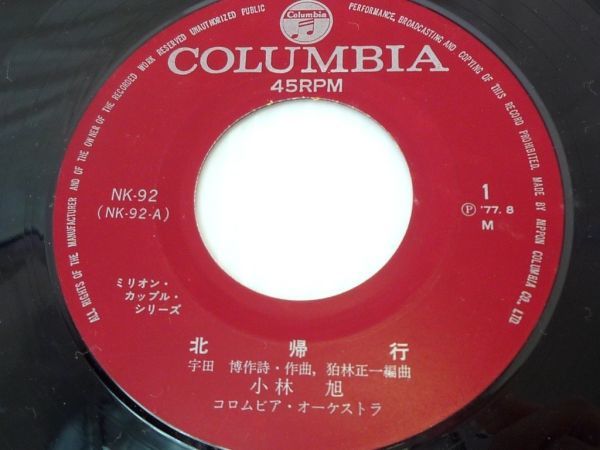 ALL RIGHTS OF THE MANUFACTURER AND OF THE OWNER OF THE RECORDED WORK RESERVED UNAUTHORIZED PUBLIC PERFORMANCE, BROADCASTING AND COPYING OF THIS RECORD PROHIBITED. MADE BY NIPPON COLUMBIA CO., LTD
Columbia
COLUMBIA
45RPM
NK-92
(NK-92-A)
1
Ⓟ '77.8
M
ミリオン・
カップル・
シリーズ
北帰行
宇田 博作詩・作曲, 狛林正一編曲
小林 旭
コロムビア・オーケストラ